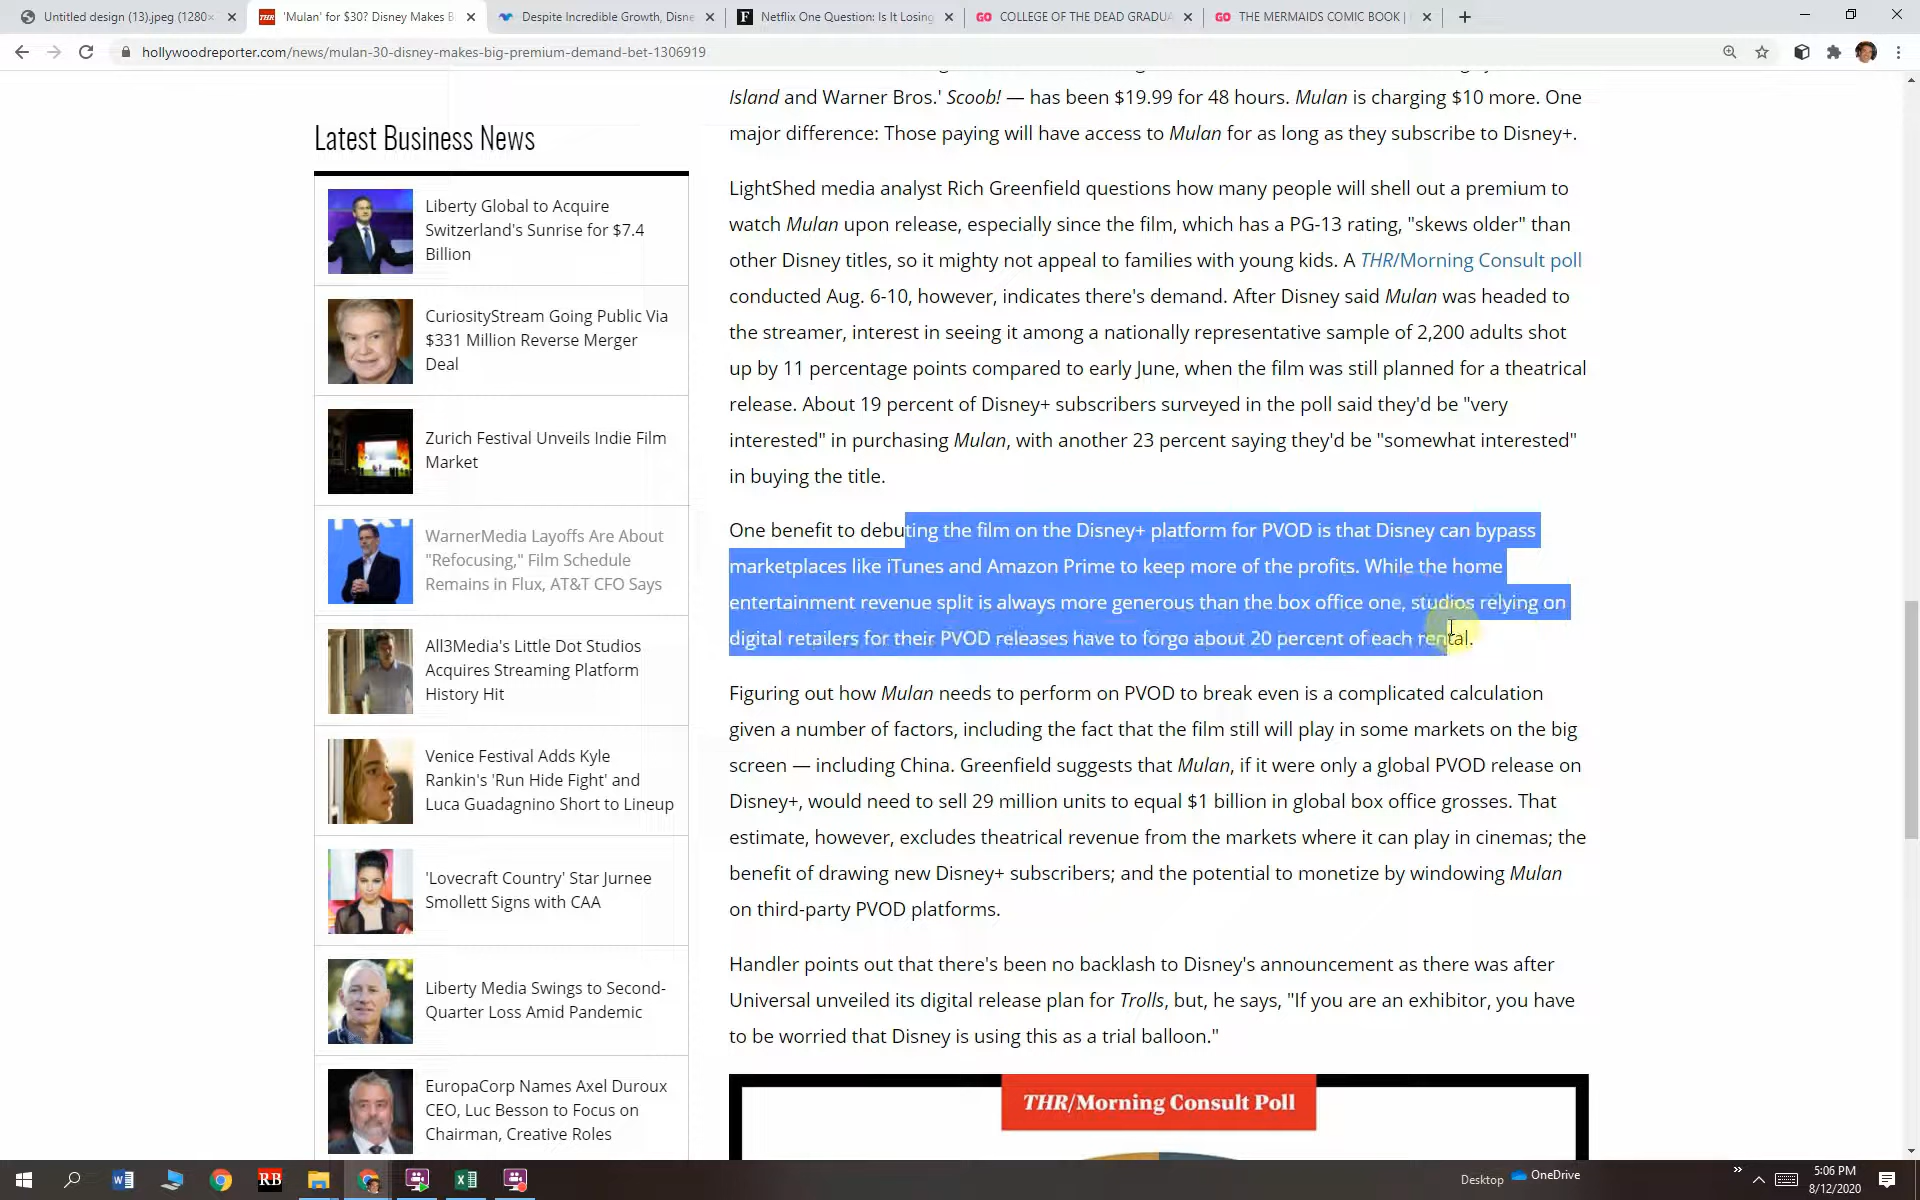 Untitled design (13).jpeg (1280×
'Mulan' for $30? Disney Makes B
Despite Incredible Growth, Disne
Netflix One Question: Is It Losing
COLLEGE OF THE DEAD GRADUA
THE MERMAIDS COMIC BOOK |
hollywoodreporter.com/news/mulan-30-disney-makes-big-premium-demand-bet-1306919
Island and Warner Bros.' Scoob! — has been $19.99 for 48 hours. Mulan is charging $10 more. One
major difference: Those paying will have access to Mulan for as long as they subscribe to Disney+.
LightShed media analyst Rich Greenfield questions how many people will shell out a premium to
watch Mulan upon release, especially since the film, which has a PG-13 rating, "skews older" than
other Disney titles, so it mighty not appeal to families with young kids. A THR/Morning Consult poll
conducted Aug. 6-10, however, indicates there's demand. After Disney said Mulan was headed to
the streamer, interest in seeing it among a nationally representative sample of 2,200 adults shot
up by 11 percentage points compared to early June, when the film was still planned for a theatrical
release. About 19 percent of Disney+ subscribers surveyed in the poll said they'd be "very
interested" in purchasing Mulan, with another 23 percent saying they'd be "somewhat interested"
in buying the title.
One benefit to debuting the film on the Disney+ platform for PVOD is that Disney can bypass
marketplaces like iTunes and Amazon Prime to keep more of the profits. While the home
entertainment revenue split is always more generous than the box office one, studios relying on
digital retailers for their PVOD releases have to forgo about 20 percent of each rental.
Figuring out how Mulan needs to perform on PVOD to break even is a complicated calculation
given a number of factors, including the fact that the film still will play in some markets on the big
screen — including China. Greenfield suggests that Mulan, if it were only a global PVOD release on
Disney+, would need to sell 29 million units to equal $1 billion in global box office grosses. That
estimate, however, excludes theatrical revenue from the markets where it can play in cinemas; the
benefit of drawing new Disney+ subscribers; and the potential to monetize by windowing Mulan
on third-party PVOD platforms.
Handler points out that there's been no backlash to Disney's announcement as there was after
Universal unveiled its digital release plan for Trolls, but, he says, "If you are an exhibitor, you have
to be worried that Disney is using this as a trial balloon."
THR/Morning Consult Poll
Latest Business News
Liberty Global to Acquire
Switzerland's Sunrise for $7.4
Billion
CuriosityStream Going Public Via
$331 Million Reverse Merger
Deal
Zurich Festival Unveils Indie Film
Market
WarnerMedia Layoffs Are About
"Refocusing," Film Schedule
Remains in Flux, AT&T CFO Says
All3Media's Little Dot Studios
Acquires Streaming Platform
History Hit
Venice Festival Adds Kyle
Rankin's 'Run Hide Fight' and
Luca Guadagnino Short to Lineup
'Lovecraft Country' Star Jurnee
Smollett Signs with CAA
Liberty Media Swings to Second-
Quarter Loss Amid Pandemic
EuropaCorp Names Axel Duroux
CEO, Luc Besson to Focus on
Chairman, Creative Roles
RB
Desktop
OneDrive
5:06 PM
8/12/2020